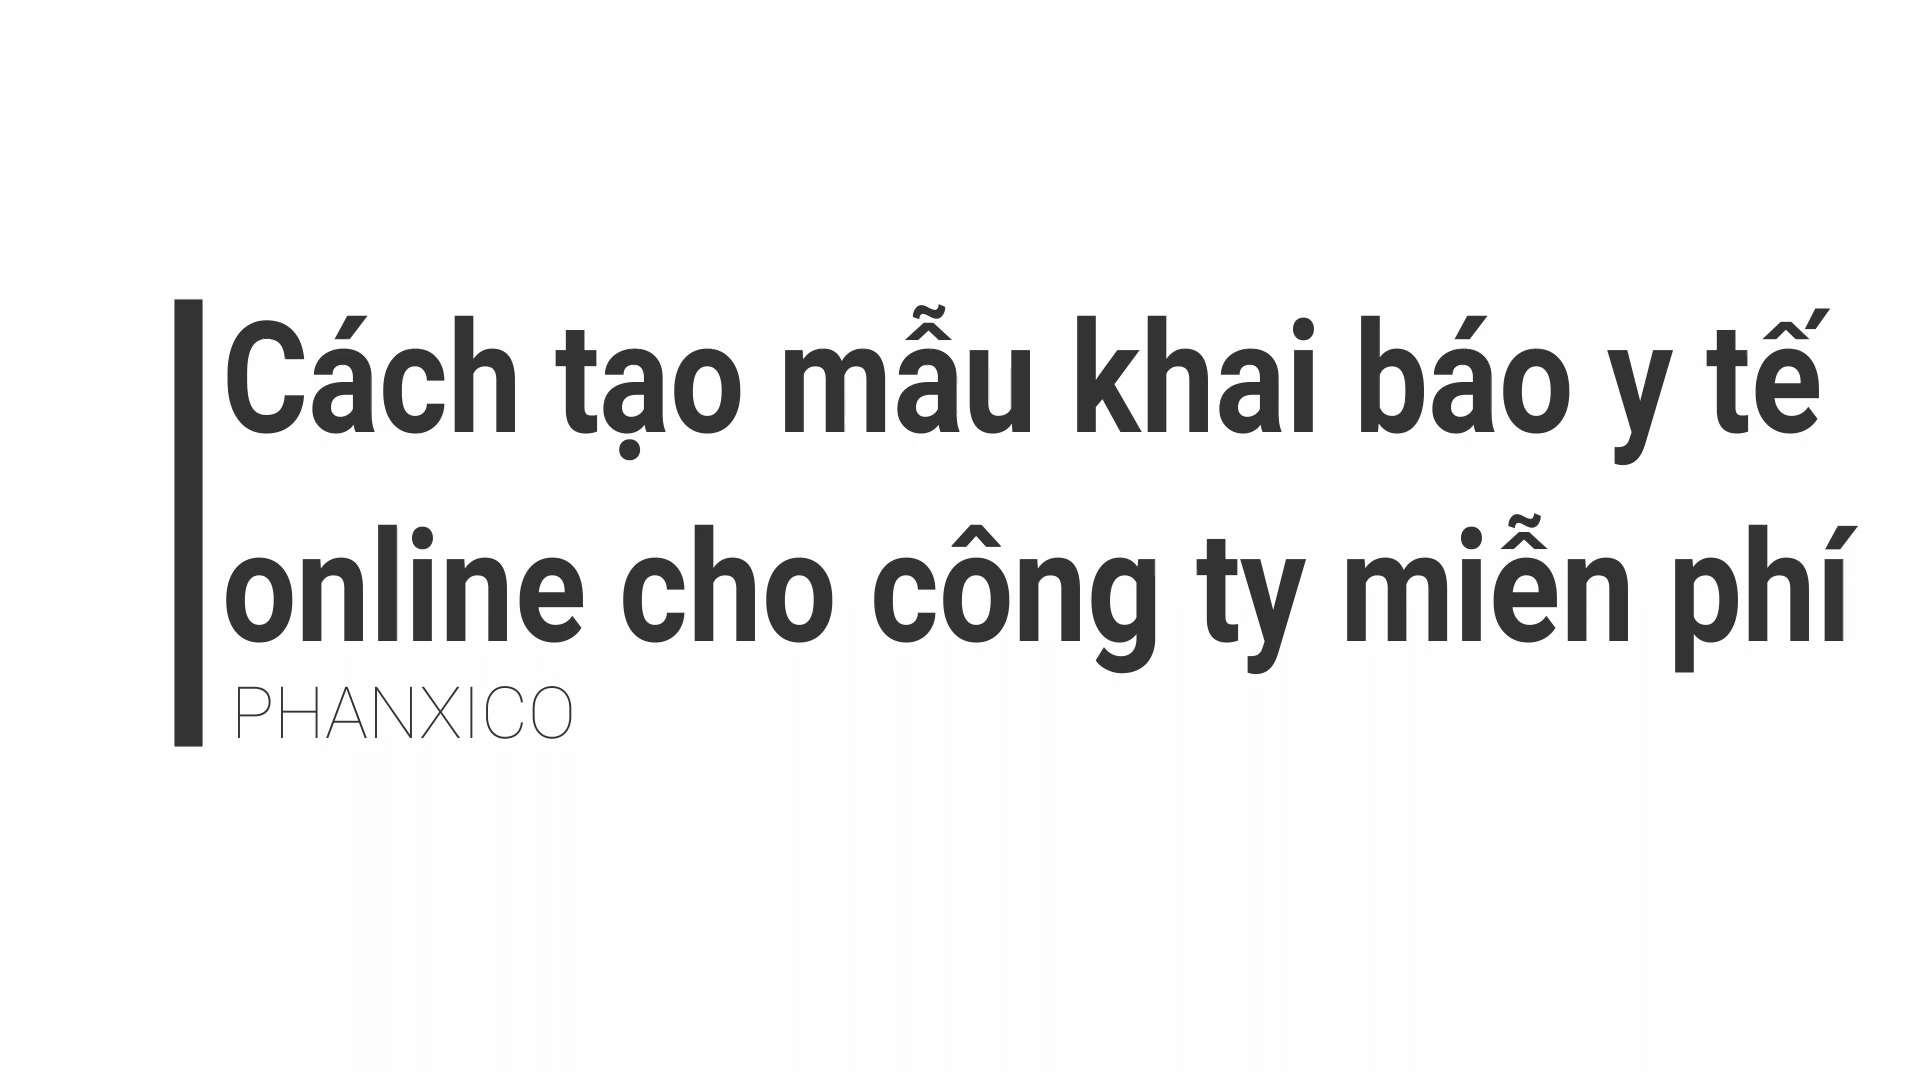 Cách tạo mẫu khai báo y tế
online cho công ty miễn phí
PHANXICO